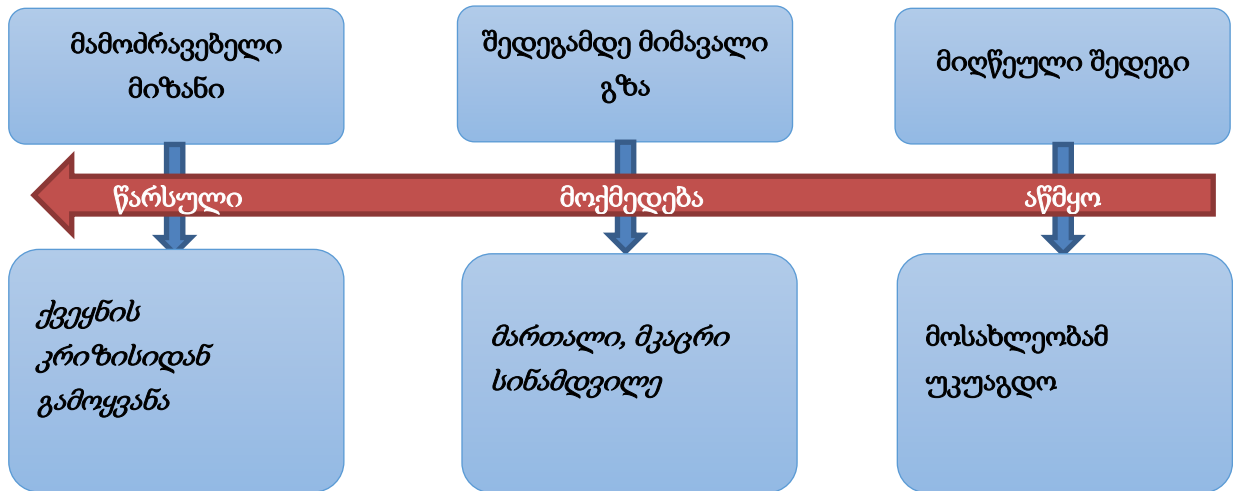 მამოძრავებელი
მიზანი
შედეგამდე მიმავალი
გზა
მიღწეული შედეგი
წარსული
მოქმედება
აწმყო
ქვეყნის
კრიზისიდან
გამოყვანა
მართალი, მკაცრი
სინამდვილე
მოსახლეობამ
უკუაგდო